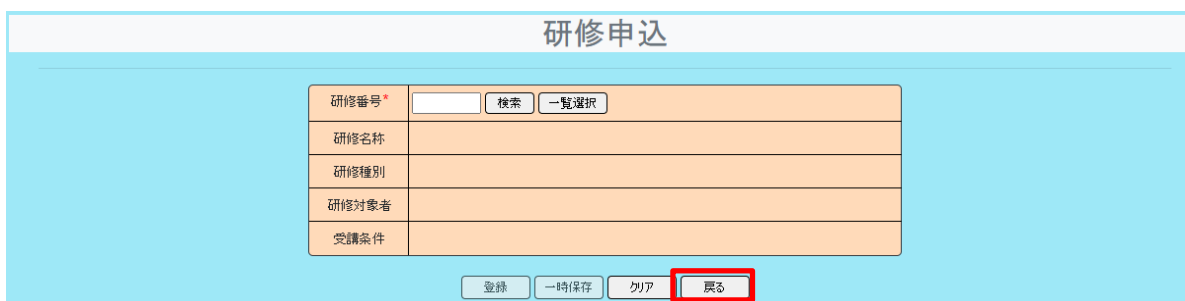 研修申込
研修番号* 検索 一覧選択
研修名称
研修種別
研修対象者
受講条件
登録 一時保存 クリア 戻る